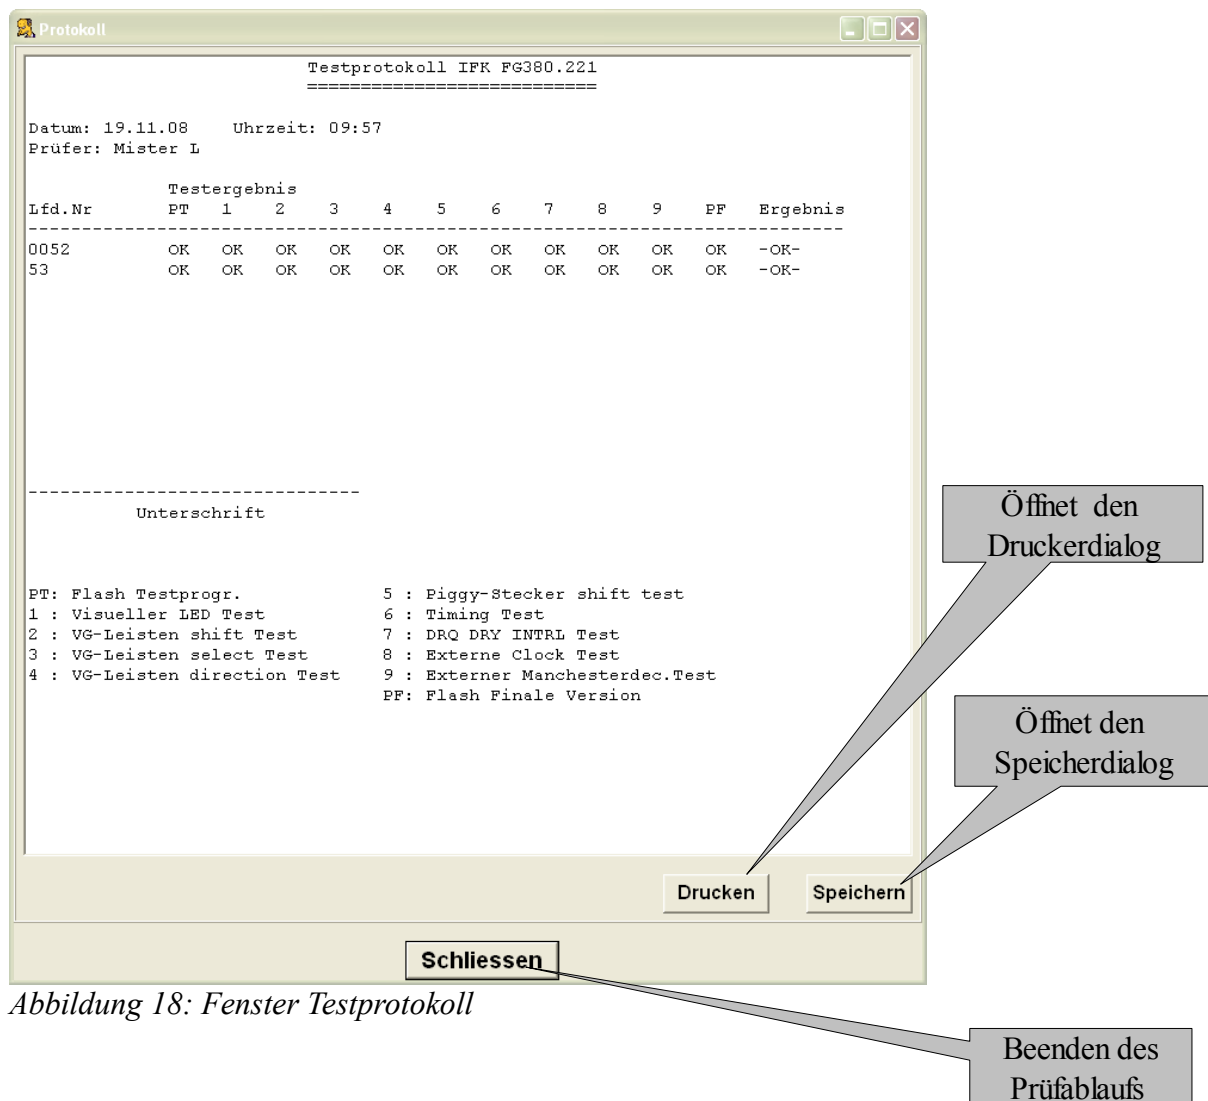 Protokoll
Testprotokoll IFK FG380.221
===========================
Datum: 19.11.08    Uhrzeit: 09:57
Prüfer: Mister L
Testergebnis
Lfd.Nr    PT    1    2    3    4    5    6    7    8    9    PF    Ergebnis
----------------------------------------------------------------------------
0052    OK    OK    OK    OK    OK    OK    OK    OK    OK    OK    OK    -OK-
53    OK    OK    OK    OK    OK    OK    OK    OK    OK    OK    OK    -OK-
-------------------------------
Unterschrift
PT: Flash Testprogr.    5 : Piggy-Stecker shift test
1 : Visueller LED Test    6 : Timing Test
2 : VG-Leisten shift Test    7 : DRQ DRY INTRL Test
3 : VG-Leisten select Test    8 : Externe Clock Test
4 : VG-Leisten direction Test    9 : Externer Manchesterdec.Test
PF: Flash Finale Version
Öffnet den
Druckerdialog
Öffnet den
Speicherdialog
Drucken    Speichern
Schliessen
Abbildung 18: Fenster Testprotokoll
Beenden des
Prüfablaufs